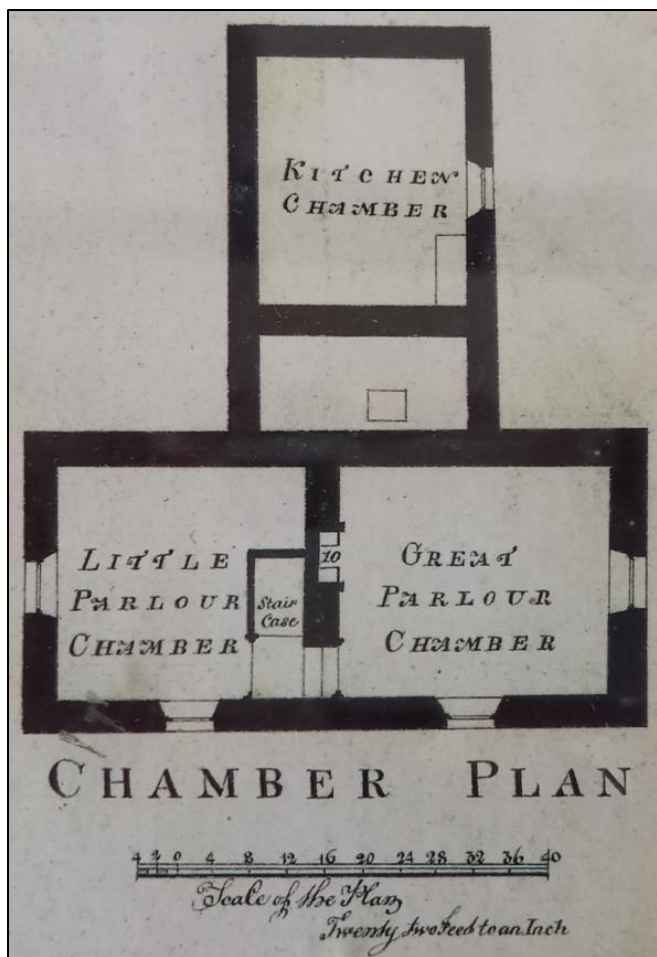 KITCHEN
CHAMBER
LITTLE
PARLOUR
CHAMBER
Stair
Case
10
GREAT
PARLOUR
CHAMBER
CHAMBER PLAN
4 2 0 4 8 12 16 20 24 28 32 36 40
Scale of the Plan
Twenty two feet to an Inch